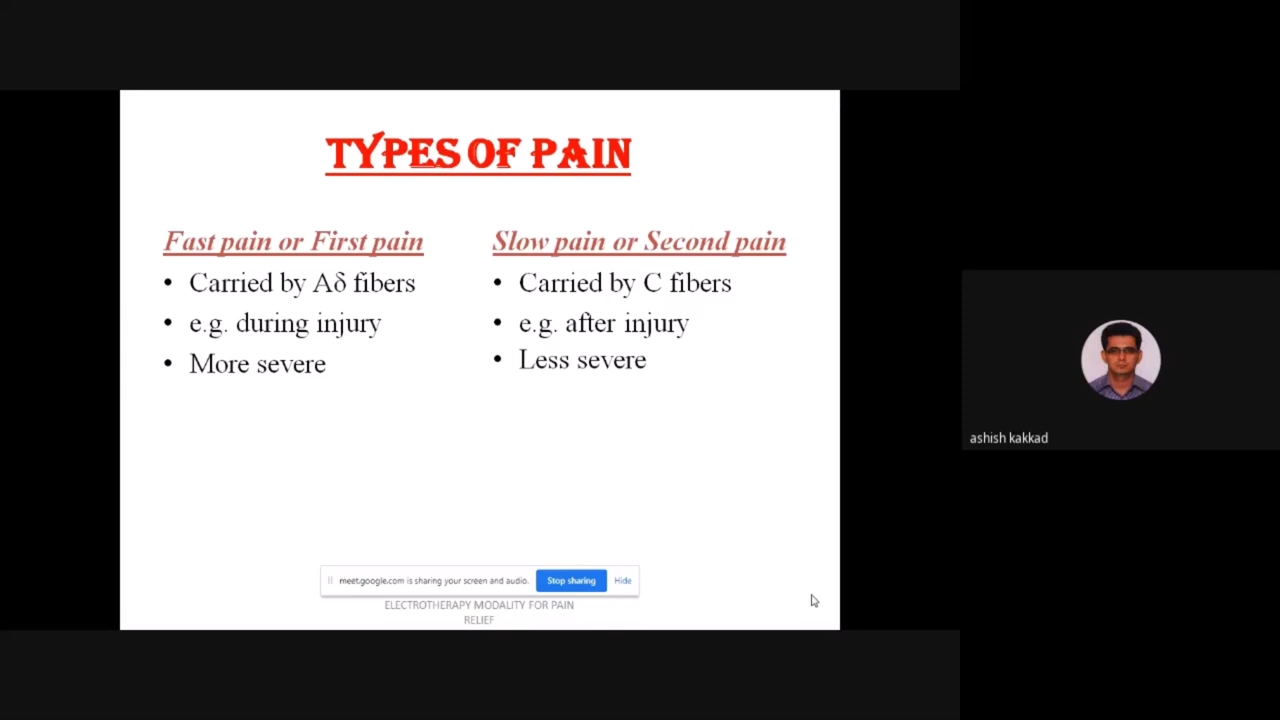 TYPES OF PAIN
Fast pain or First pain
• Carried by Aδ fibers
• e.g. during injury
• More severe
Slow pain or Second pain
• Carried by C fibers
• e.g. after injury
• Less severe
meet.google.com is sharing your screen and audio. Stop sharing Hide
ELECTROTHERAPY MODALITY FOR PAIN
RELIEF
ashish kakkad